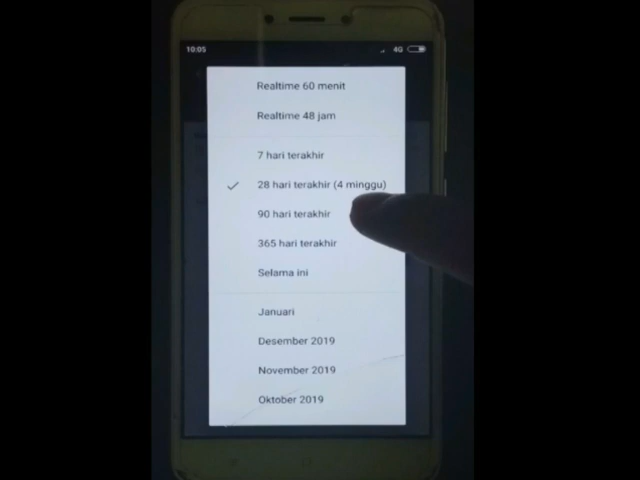 10:05
4G
Realtime 60 menit
Realtime 48 jam
7 hari terakhir
28 hari terakhir (4 minggu)
90 hari terakhir
365 hari terakhir
Selama ini
Januari
Desember 2019
November 2019
Oktober 2019